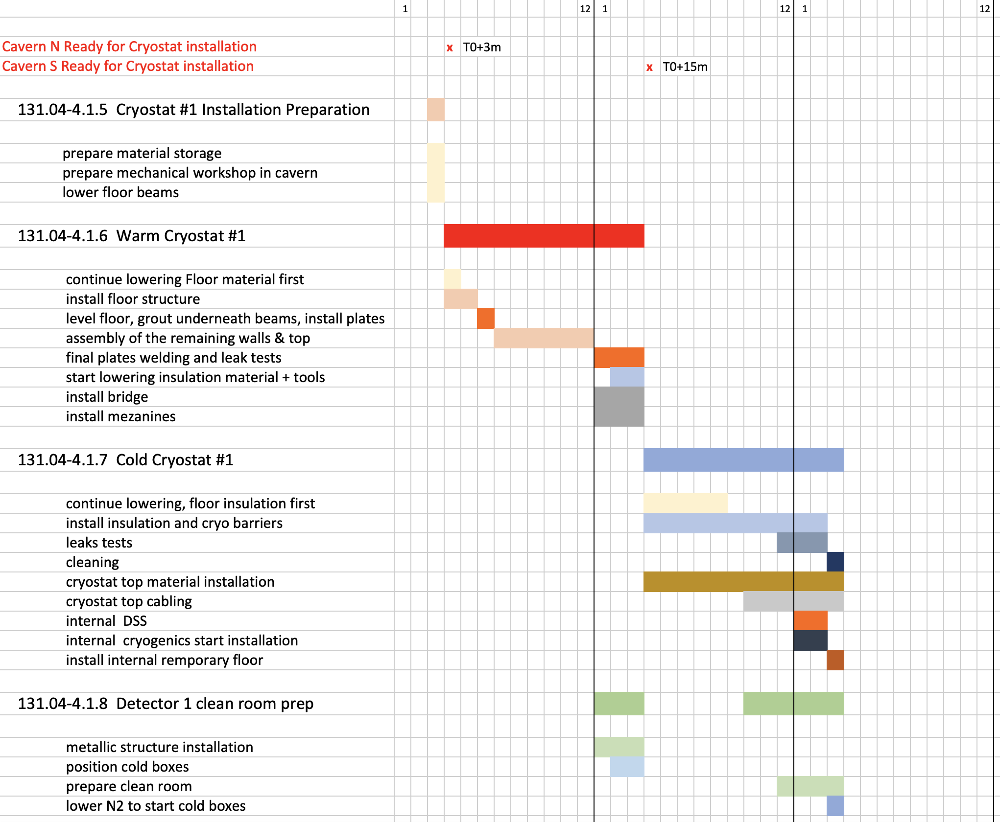 1 12 1 12 1 12
Cavern N Ready for Cryostat installation x T0+3m
Cavern S Ready for Cryostat installation x T0+15m
131.04-4.1.5 Cryostat #1 Installation Preparation
prepare material storage
prepare mechanical workshop in cavern
lower floor beams
131.04-4.1.6 Warm Cryostat #1
continue lowering Floor material first
install floor structure
level floor, grout underneath beams, install plates
assembly of the remaining walls & top
final plates welding and leak tests
start lowering insulation material + tools
install bridge
install mezanines
131.04-4.1.7 Cold Cryostat #1
continue lowering, floor insulation first
install insulation and cryo barriers
leaks tests
cleaning
cryostat top material installation
cryostat top cabling
internal DSS
internal cryogenics start installation
install internal remporary floor
131.04-4.1.8 Detector 1 clean room prep
metallic structure installation
position cold boxes
prepare clean room
lower N2 to start cold boxes